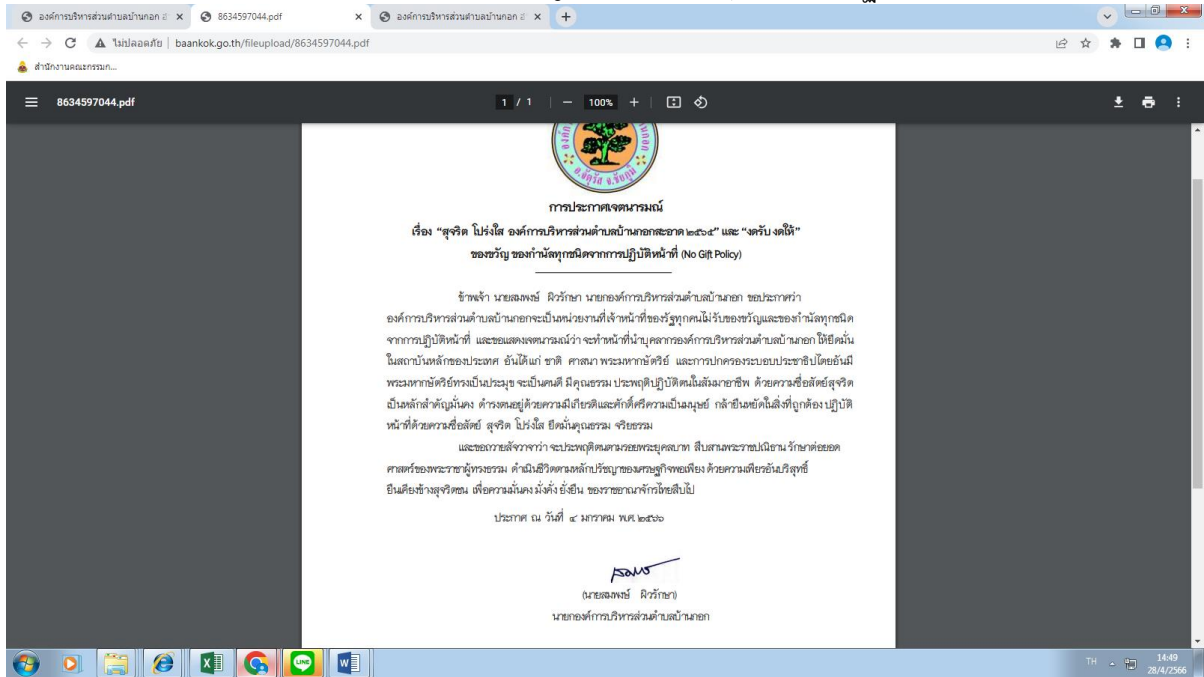 องค์การบริหารส่วนตำบลบ้านกอก อ
8634597044.pdf
องค์การบริหารส่วนตำบลบ้านกอก อ
ไม่ปลอดภัย | baankok.go.th/fileupload/8634597044.pdf
สำนักงานคณะกรรมก...
8634597044.pdf
1 / 1
100%
อ.จัตุรัส จ.ชัยภูมิ
การประกาศเจตนารมณ์
เรื่อง “สุจริต โปร่งใส องค์การบริหารส่วนตำบลบ้านกอกสะอาด ๒๕๖๕” และ “งดรับ งดให้”
ของขวัญ ของกำนัลทุกชนิดจากการปฏิบัติหน้าที่ (No Gift Policy)
ข้าพเจ้า นายสมพงษ์ ผิวรักษา นายกองค์การบริหารส่วนตำบลบ้านกอก ขอประกาศว่า
องค์การบริหารส่วนตำบลบ้านกอกจะเป็นหน่วยงานที่เจ้าหน้าที่ของรัฐทุกคนไม่รับของขวัญและของกำนัลทุกชนิด
จากการปฏิบัติหน้าที่ และขอแสดงเจตนารมณ์ว่า จะทำหน้าที่นำบุคลากรองค์การบริหารส่วนตำบลบ้านกอก ให้ยึดมั่น
ในสถาบันหลักของประเทศ อันได้แก่ ชาติ ศาสนา พระมหากษัตริย์ และการปกครองระบอบประชาธิปไตยอันมี
พระมหากษัตริย์ทรงเป็นประมุข จะเป็นคนดี มีคุณธรรม ประพฤติปฏิบัติตนในสัมมาอาชีพ ด้วยความซื่อสัตย์สุจริต
เป็นหลักสำคัญมั่นคง ดำรงตนอยู่ด้วยความมีเกียรติและศักดิ์ศรีความเป็นมนุษย์ กล้ายืนหยัดในสิ่งที่ถูกต้อง ปฏิบัติ
หน้าที่ด้วยความซื่อสัตย์ สุจริต โปร่งใส ยึดมั่นคุณธรรม จริยธรรม
และขอถวายสัจวาจาว่า จะประพฤติตนตามรอยพระยุคลบาท สืบสานพระราชปณิธาน รักษาต่อยอด
ศาสตร์ของพระราชาผู้ทรงธรรม ดำเนินชีวิตตามหลักปรัชญาของเศรษฐกิจพอเพียง ด้วยความเพียรอันบริสุทธิ์
ยืนเคียงข้างสุจริตชน เพื่อความมั่นคง มั่งคั่ง ยั่งยืน ของราชอาณาจักรไทยสืบไป
ประกาศ ณ วันที่ ๔ มกราคม พ.ศ. ๒๕๖๖
(นายสมพงษ์ ผิวรักษา)
นายกองค์การบริหารส่วนตำบลบ้านกอก
LINE
TH
14:49
28/4/2566